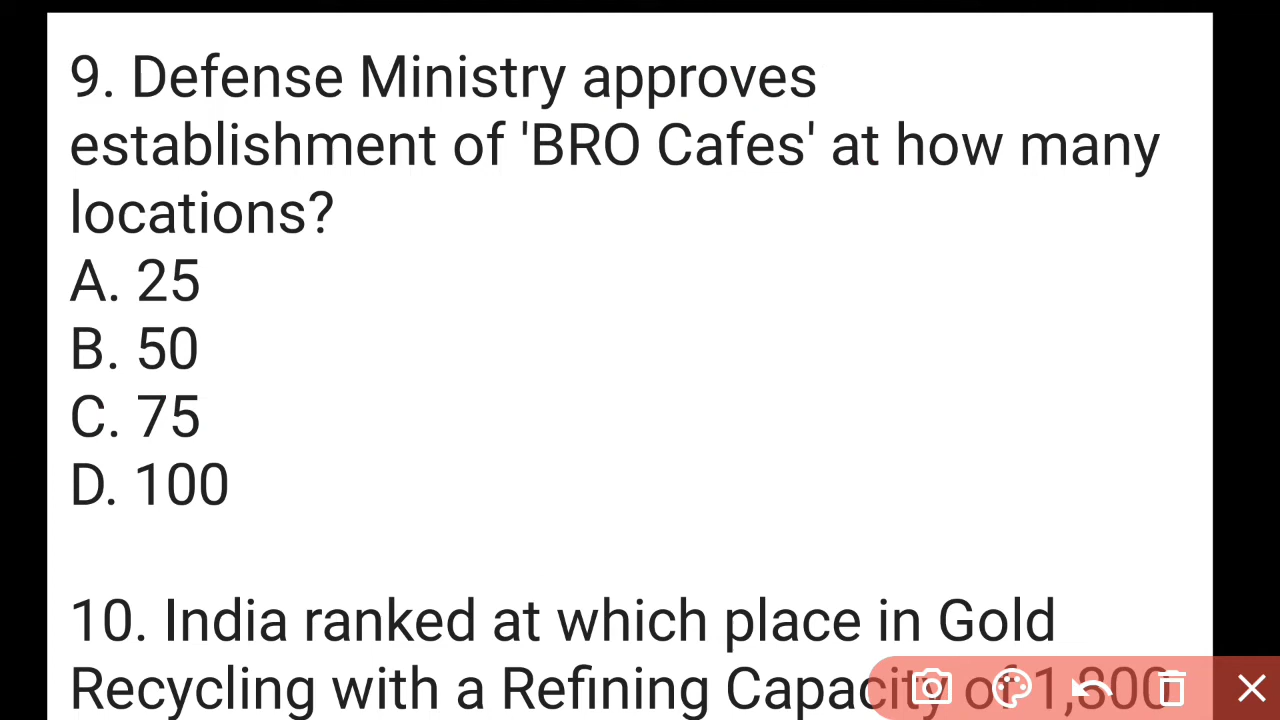 9. Defense Ministry approves
establishment of 'BRO Cafes' at how many
locations?
A. 25
B. 50
C. 75
D. 100
10. India ranked at which place in Gold
Recycling with a Refining Capacity of 1,800